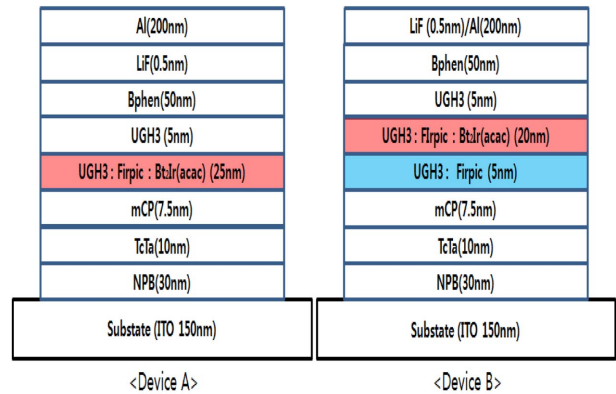 Al(200nm)
LiF(0.5nm)
Bphen(50nm)
UGH3 (5nm)
UGH3 : Firpic : Bt₂Ir(acac) (25nm)
mCP(7.5nm)
TcTa(10nm)
NPB(30nm)
Substate (ITO 150nm)
<Device A>
LiF (0.5nm)/Al(200nm)
Bphen(50nm)
UGH3 (5nm)
UGH3 : FIrpic : Bt₂Ir(acac) (20nm)
UGH3 : Firpic (5nm)
mCP(7.5nm)
TcTa(10nm)
NPB(30nm)
Substate (ITO 150nm)
<Device B>